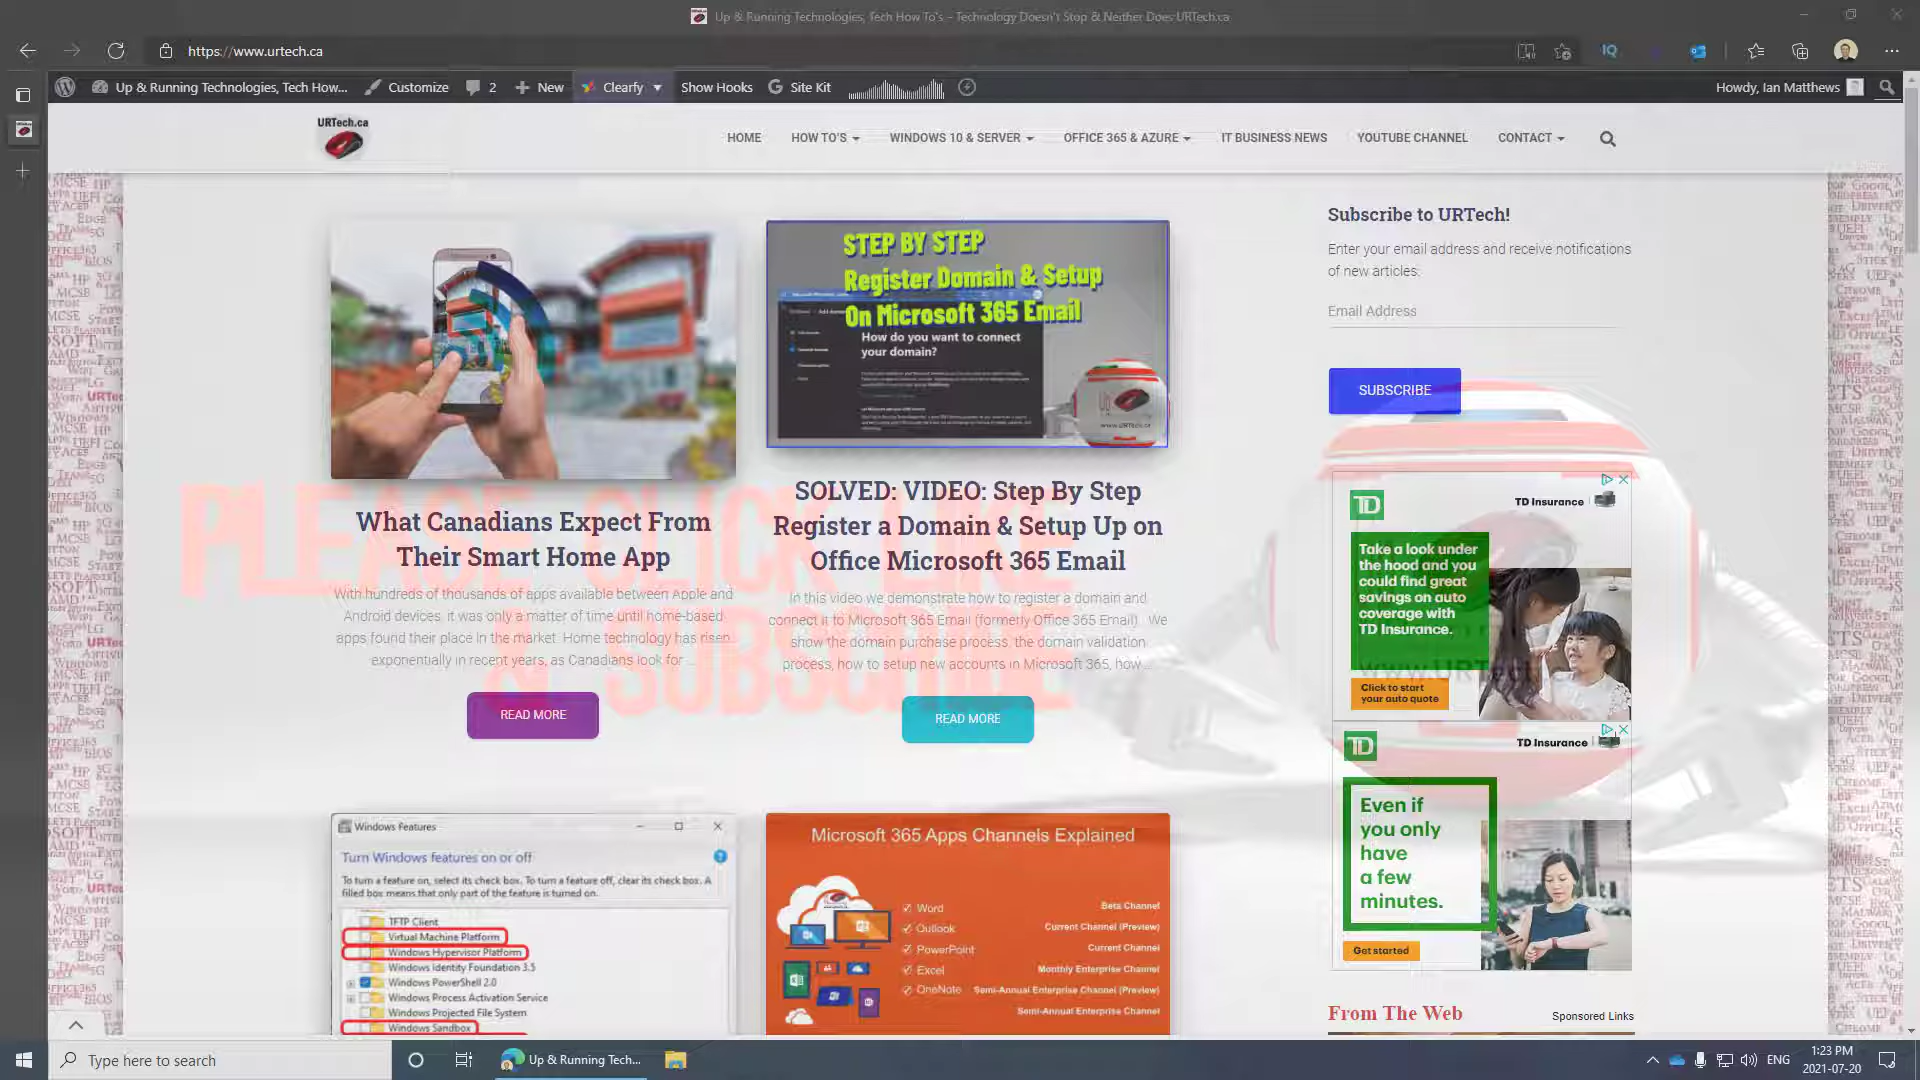 Up & Running Technologies, Tech How To's – Technology Doesn't Stop & Neither Does URTech.ca
https://www.urtech.ca
IQ
Up & Running Technologies, Tech How... Customize 2 New Clearfy Show Hooks Site Kit Howdy, Ian Matthews
URTech.ca
HOME HOW TO'S WINDOWS 10 & SERVER OFFICE 365 & AZURE IT BUSINESS NEWS YOUTUBE CHANNEL CONTACT
STEP BY STEP
Register Domain & Setup
On Microsoft 365 Email
How do you want to connect
your domain?
www.URTech.ca
What Canadians Expect From
Their Smart Home App
With hundreds of thousands of apps available between Apple and
Android devices, it was only a matter of time until home-based
apps found their place in the market. Home technology has risen
exponentially in recent years, as Canadians look for ...
READ MORE
SOLVED: VIDEO: Step By Step
Register a Domain & Setup Up on
Office Microsoft 365 Email
In this video we demonstrate how to register a domain and
connect it to Microsoft 365 Email (formerly Office 365 Email). We
show the domain purchase process, the domain validation
process, how to setup new accounts in Microsoft 365, how ...
READ MORE
PLEASE CLICK LIKE
& SUBSCRIBE
Subscribe to URTech!
Enter your email address and receive notifications
of new articles:
Email Address
SUBSCRIBE
TD
TD Insurance
Take a look under
the hood and you
could find great
savings on auto
coverage with
TD Insurance.
Click to start
your auto quote
www.URTech
TD
TD Insurance
Even if
you only
have
a few
minutes.
Get started
From The Web
Sponsored Links
Windows Features
Turn Windows features on or off
To turn a feature on, select its check box. To turn a feature off, clear its check box. A
filled box means that only part of the feature is turned on.
TFTP Client
Virtual Machine Platform
Windows Hypervisor Platform
Windows Identity Foundation 3.5
Windows PowerShell 2.0
Windows Process Activation Service
Windows Projected File System
Windows Sandbox
Microsoft 365 Apps Channels Explained
Word
Outlook
PowerPoint
Excel
OneNote
Beta Channel
Current Channel (Preview)
Current Channel
Monthly Enterprise Channel
Semi-Annual Enterprise Channel (Preview)
Semi-Annual Enterprise Channel
Type here to search
Up & Running Tech...
ENG
1:23 PM
2021-07-20